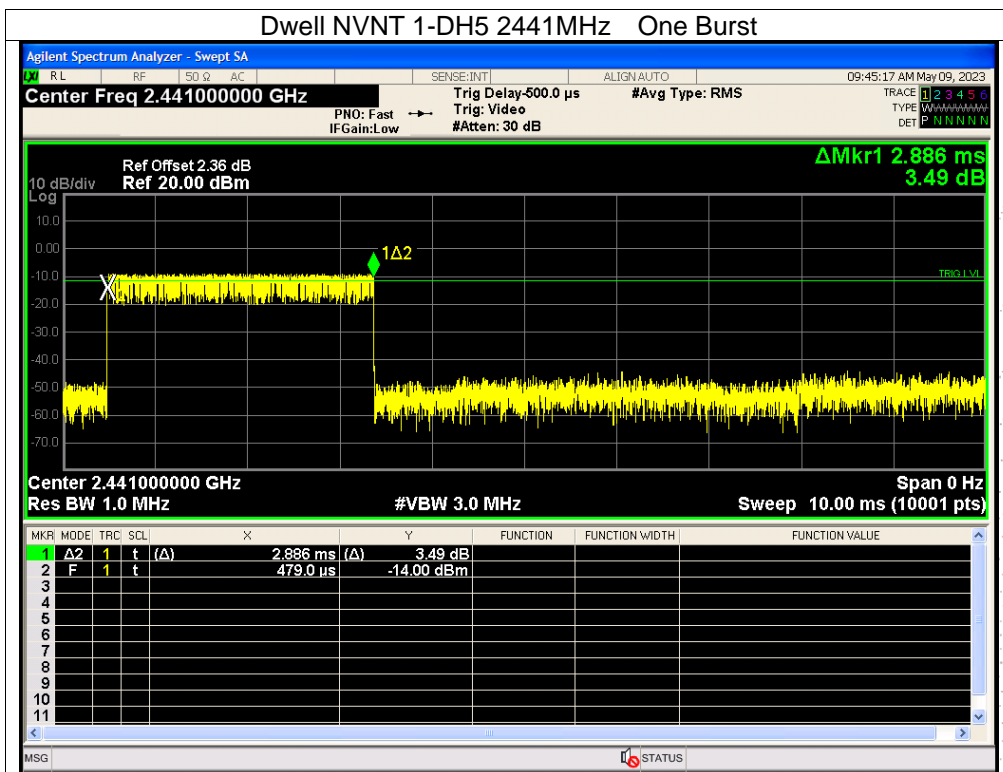 Dwell NVNT 1-DH5 2441MHz One Burst
Agilent Spectrum Analyzer - Swept SA
LXI RL RF 50 Ω AC SENSE:INT ALIGN AUTO 09:45:17 AM May 09, 2023
Center Freq 2.441000000 GHz Trig Delay-500.0 µs #Avg Type: RMS TRACE 1 2 3 4 5 6
PNO: Fast Trig: Video TYPE WWWWWWWW
IFGain:Low #Atten: 30 dB DET P N N N N N
ΔMkr1 2.886 ms
3.49 dB
Ref Offset 2.36 dB
10 dB/div Ref 20.00 dBm
Log
10.0
0.00
1Δ2
-10.0
TRIG LVL
-20.0
-30.0
-40.0
-50.0
-60.0
-70.0
Center 2.441000000 GHz Span 0 Hz
Res BW 1.0 MHz #VBW 3.0 MHz Sweep 10.00 ms (10001 pts)
MKR MODE TRC SCL X Y FUNCTION FUNCTION WIDTH FUNCTION VALUE
1 Δ2 1 t (Δ) 2.886 ms (Δ) 3.49 dB
2 F 1 t 479.0 µs -14.00 dBm
3
4
5
6
7
8
9
10
11
MSG STATUS